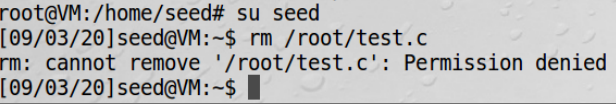 root@VM:/home/seed# su seed
[09/03/20]seed@VM:~$ rm /root/test.c
rm: cannot remove '/root/test.c': Permission denied
[09/03/20]seed@VM:~$